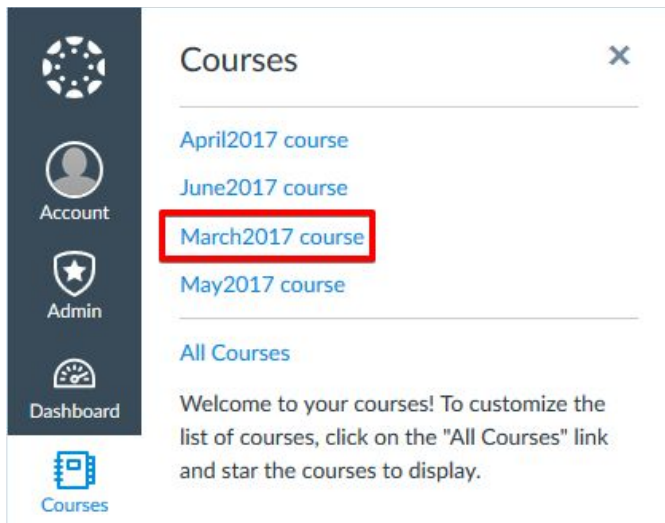 Courses
×
April2017 course
June2017 course
March2017 course
May2017 course
All Courses
Welcome to your courses! To customize the
list of courses, click on the "All Courses" link
and star the courses to display.
Account
Admin
Dashboard
Courses